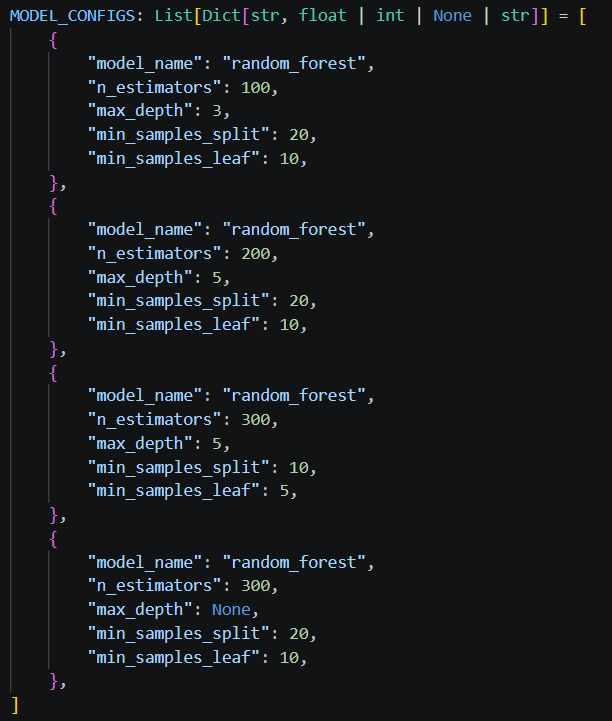 MODEL_CONFIGS: List[Dict[str, float | int | None | str]] = [
    {
        "model_name": "random_forest",
        "n_estimators": 100,
        "max_depth": 3,
        "min_samples_split": 20,
        "min_samples_leaf": 10,
    },
    {
        "model_name": "random_forest",
        "n_estimators": 200,
        "max_depth": 5,
        "min_samples_split": 20,
        "min_samples_leaf": 10,
    },
    {
        "model_name": "random_forest",
        "n_estimators": 300,
        "max_depth": 5,
        "min_samples_split": 10,
        "min_samples_leaf": 5,
    },
    {
        "model_name": "random_forest",
        "n_estimators": 300,
        "max_depth": None,
        "min_samples_split": 20,
        "min_samples_leaf": 10,
    },
]